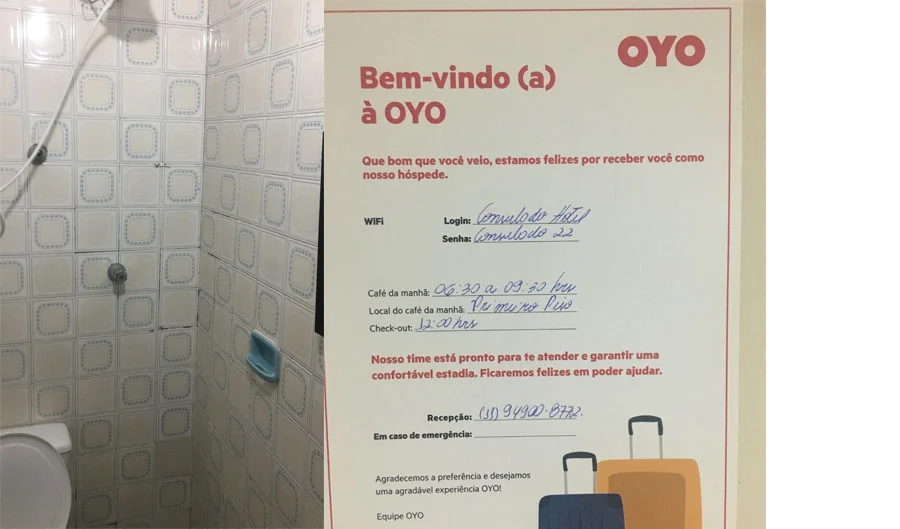 OYO
Bem-vindo (a)
à OYO
Que bom que você veio, estamos felizes por receber você como
nosso hóspede.
WiFi Login: Consulado Hotel
Senha: Consulado 22
Café da manhã: 06:30 a 09:30 hrs
Local do café da manhã: Primeiro Piso
Check-out: 12:00 hrs
Nosso time está pronto para te atender e garantir uma
confortável estadia. Ficaremos felizes em poder ajudar.
Recepção: (11) 94900-8772.
Em caso de emergência:
Agradecemos a preferência e desejamos
uma agradável experiência OYO!
Equipe OYO